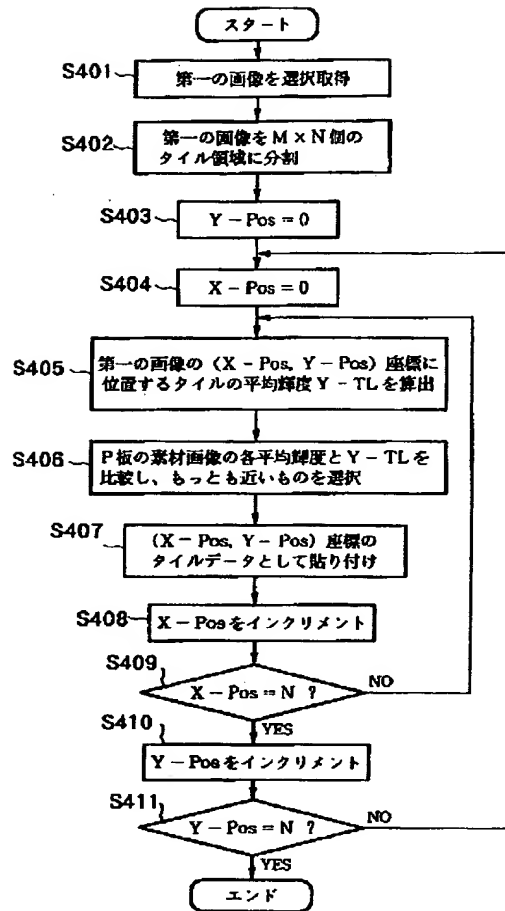 スタート
S401
第一の画像を選択取得
S402
第一の画像をM×N個の
タイル領域に分割
S403
Y－Pos＝0
S404
X－Pos＝0
S405
第一の画像の（X－Pos, Y－Pos）座標に
位置するタイルの平均輝度Y－TLを算出
S406
P板の素材画像の各平均輝度とY－TLを
比較し、もっとも近いものを選択
S407
（X－Pos, Y－Pos）座標の
タイルデータとして貼り付け
S408
X－Posをインクリメント
S409
X－Pos＝N ？
NO
YES
S410
Y－Posをインクリメント
S411
Y－Pos＝N ？
NO
YES
エンド